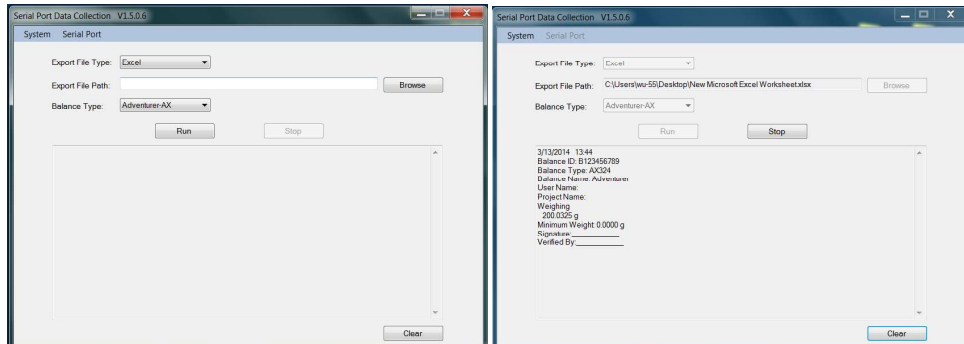 Serial Port Data Collection V1.5.0.6
System Serial Port
Export File Type: Excel
Export File Path:
Browse
Balance Type: Adventurer-AX
Run Stop
Clear
Serial Port Data Collection V1.5.0.6
System Serial Port
Export File Type: Excel
Export File Path: C:\Users\wu-55\Desktop\New Microsoft Excel Worksheet.xlsx Browse
Balance Type: Adventurer-AX
Run Stop
3/13/2014 13:44
Balance ID: B123456789
Balance Type: AX324
Balance Name: Adventurer
User Name:
Project Name:
Weighing
200.0325 g
Minimum Weight:0.0000 g
Signature:___________
Verified By:___________
Clear